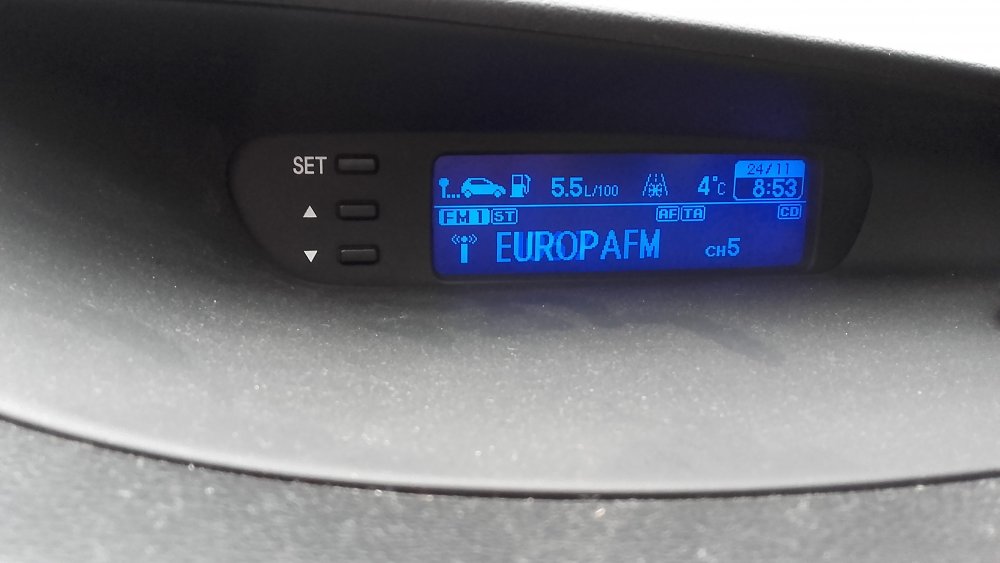 SET
24/11
5.5L/100 4°C 8:53
FM1 ST AF TA CD
EUROPAFM CH5